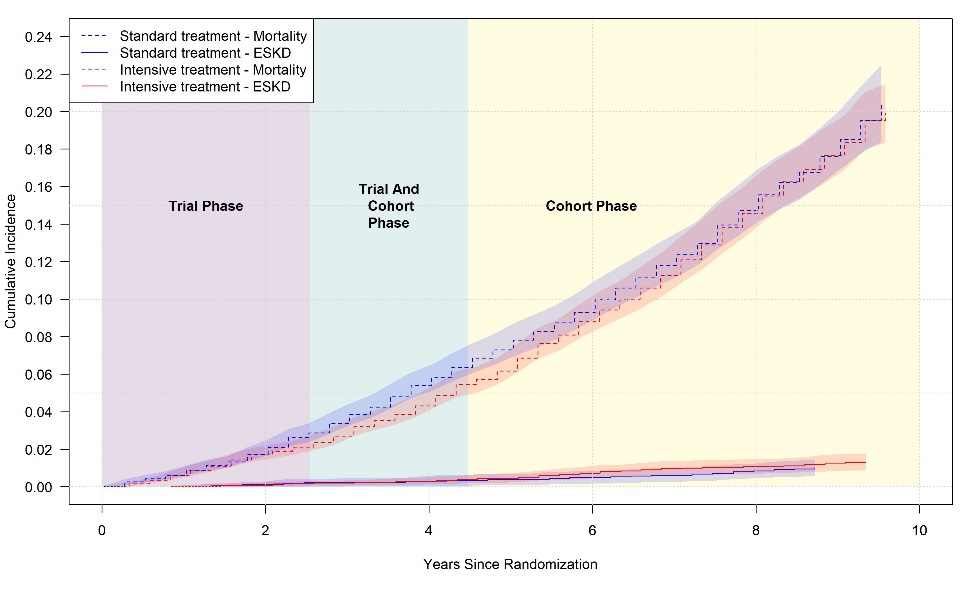 Standard treatment - Mortality
Standard treatment - ESKD
Intensive treatment - Mortality
Intensive treatment - ESKD
0.24
0.22
0.20
0.18
0.16
0.14
0.12
0.10
0.08
0.06
0.04
0.02
0.00
Cumulative Incidence
Trial Phase
Trial And
Cohort
Phase
Cohort Phase
0 2 4 6 8 10
Years Since Randomization